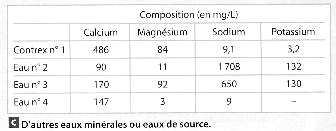 Composition (en mg/L)
Calcium Magnésium Sodium Potassium
Contrex n° 1 486 84 9,1 3,2
Eau n° 2 90 11 1 708 132
Eau n° 3 170 92 650 130
Eau n° 4 147 3 9 –
C D'autres eaux minérales ou eaux de source.